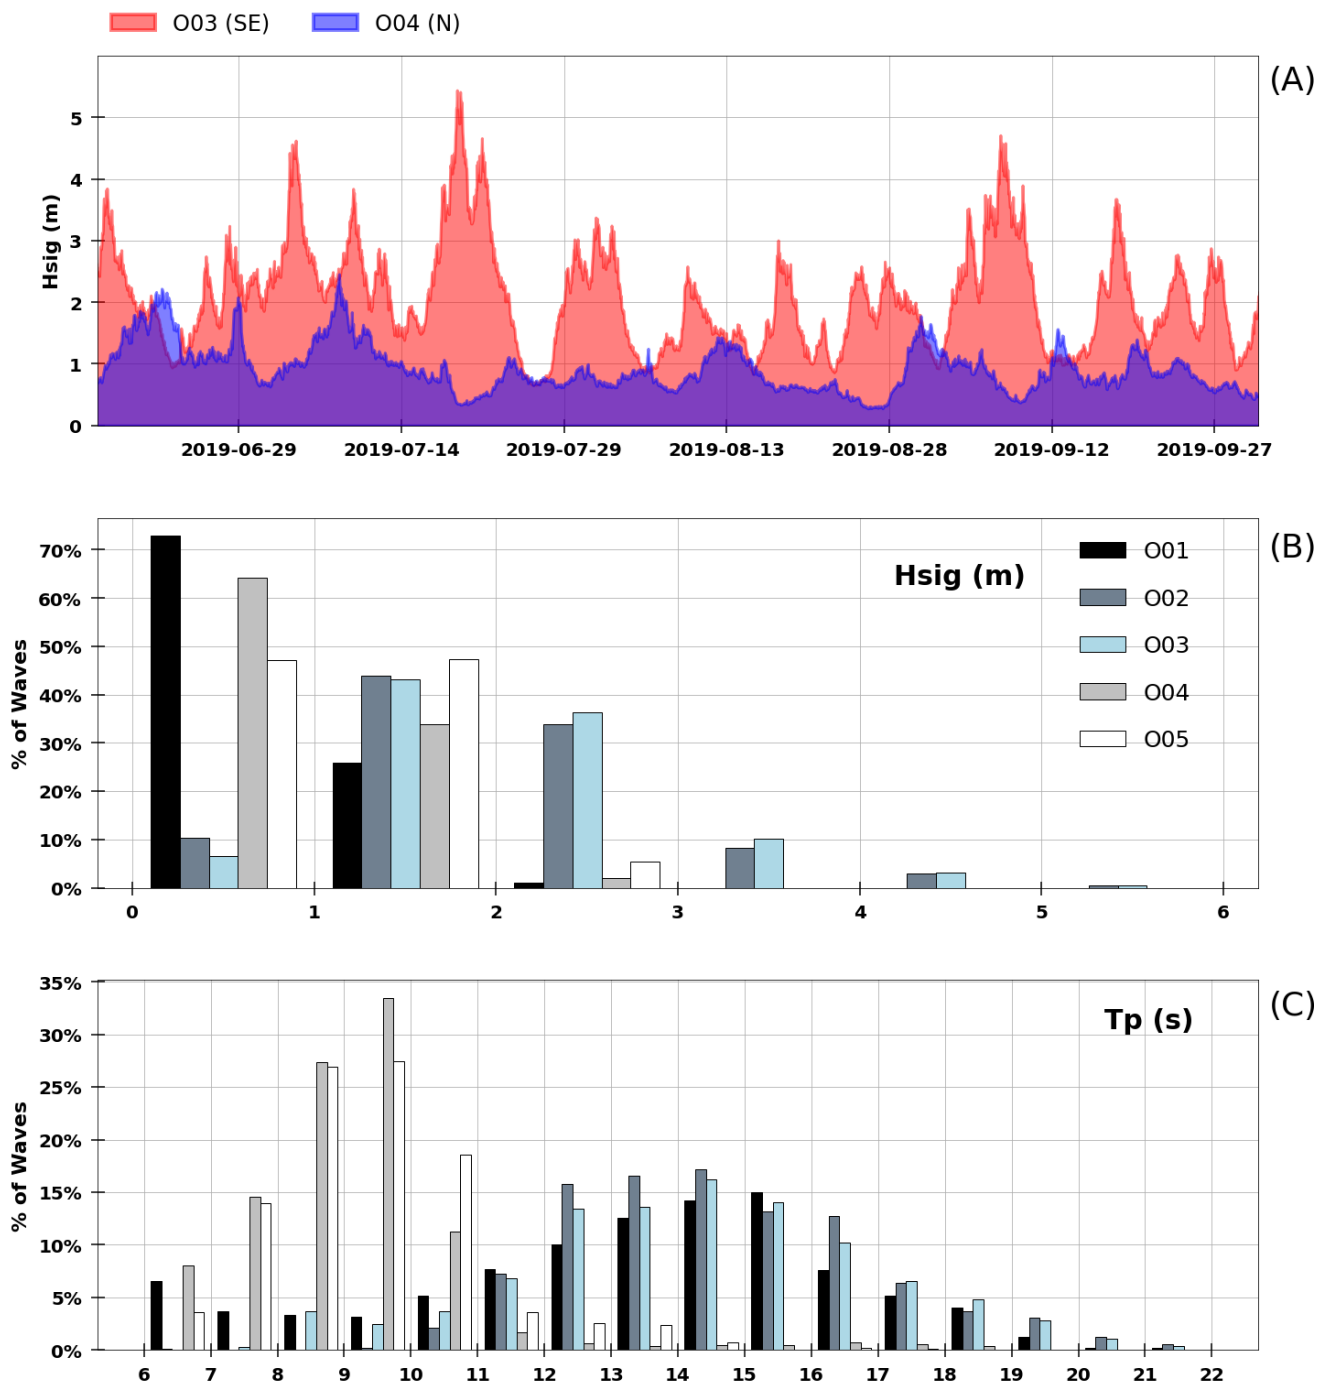 O03 (SE) O04 (N)
(A)
Hsig (m)
5
4
3
2
1
0
2019-06-29 2019-07-14 2019-07-29 2019-08-13 2019-08-28 2019-09-12 2019-09-27
(B)
Hsig (m)
O01
O02
O03
O04
O05
% of Waves
70%
60%
50%
40%
30%
20%
10%
0%
0 1 2 3 4 5 6
(C)
Tp (s)
% of Waves
35%
30%
25%
20%
15%
10%
5%
0%
6 7 8 9 10 11 12 13 14 15 16 17 18 19 20 21 22